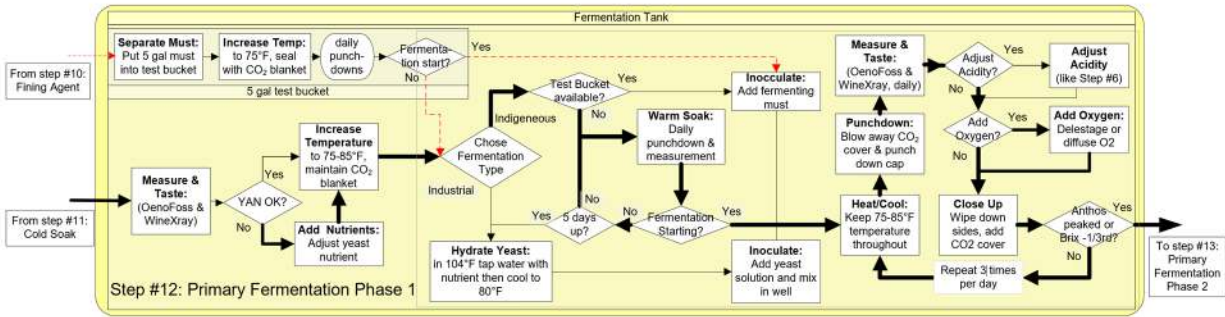 Fermentation Tank
Separate Must:
Put 5 gal must
into test bucket
Increase Temp:
to 75°F, seal
with CO₂ blanket
daily
punch-
downs
Fermenta-
tion start?
Yes
No
5 gal test bucket
From step #10:
Fining Agent
From step #11:
Cold Soak
Measure &
Taste:
(OenoFoss &
WineXray)
YAN OK?
Yes
No
Increase
Temperature
to 75-85°F,
maintain CO₂
blanket
Add Nutrients:
Adjust yeast
nutrient
Chose
Fermentation
Type
Indigeneous
Industrial
Test Bucket
available?
Yes
No
Inocculate:
Add fermenting
must
Warm Soak:
Daily
punchdown &
measurement
Fermentation
Starting?
No
Yes
5 days
up?
No
Yes
Hydrate Yeast:
in 104°F tap water with
nutrient then cool to
80°F
Inoculate:
Add yeast
solution and mix
in well
Measure &
Taste:
(OenoFoss &
WineXray, daily)
Punchdown:
Blow away CO₂
cover & punch
down cap
Heat/Cool:
Keep 75-85°F
temperature
throughout
Adjust
Acidity?
Yes
No
Adjust
Acidity
(like Step #6)
Add
Oxygen?
Yes
No
Add Oxygen:
Delestage or
diffuse O2
Close Up
Wipe down
sides, add
CO2 cover
Anthos
peaked or
Brix -1/3rd?
Yes
No
Repeat 3 times
per day
To step #13:
Primary
Fermentation
Phase 2
Step #12: Primary Fermentation Phase 1